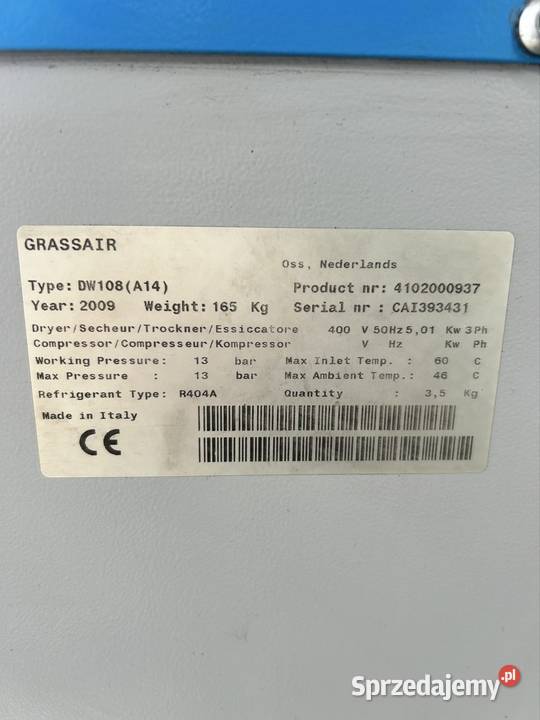 GRASSAIR
Oss, Nederlands
Type: DW108(A14) Product nr: 4102000937
Year: 2009 Weight: 165 Kg Serial nr : CAI393431
Dryer/Secheur/Trockner/Essiccatore 400 V 50Hz 5,01 Kw 3Ph
Compressor/Compresseur/Kompressor V Hz Kw Ph
Working Pressure: 13 bar Max Inlet Temp. : 60 C
Max Pressure : 13 bar Max Ambient Temp.: 46 C
Refrigerant Type: R404A Quantity : 3,5 Kg
Made in Italy
CE
Sprzedajemy.pl